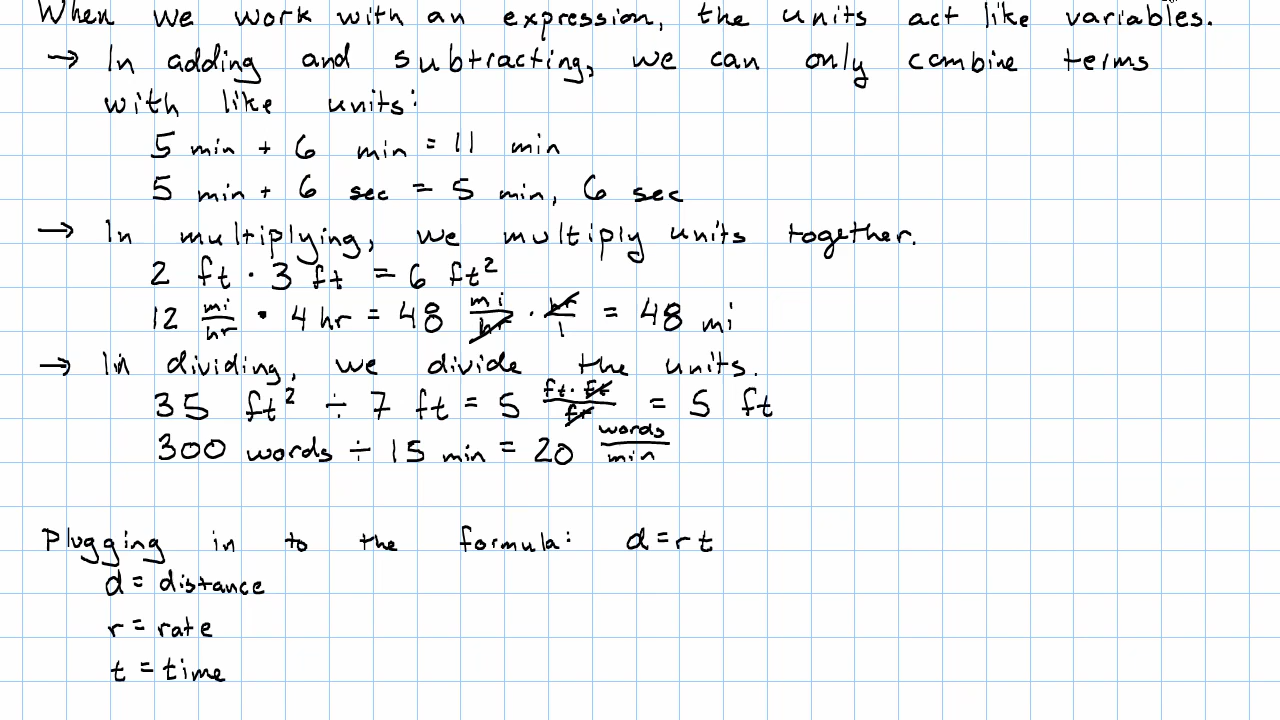 When we work with an expression, the units act like variables.
→ In adding and subtracting, we can only combine terms
with like units:
5 min + 6 min = 11 min
5 min + 6 sec = 5 min, 6 sec
→ In multiplying, we multiply units together.
2 ft · 3 ft = 6 ft²
12 mi/hr · 4 hr = 48 mi/hr · hr/1 = 48 mi
→ In dividing, we divide the units.
35 ft² ÷ 7 ft = 5 ft·ft/ft = 5 ft
300 words ÷ 15 min = 20 words/min
Plugging in to the formula: d=rt
d = distance
r = rate
t = time